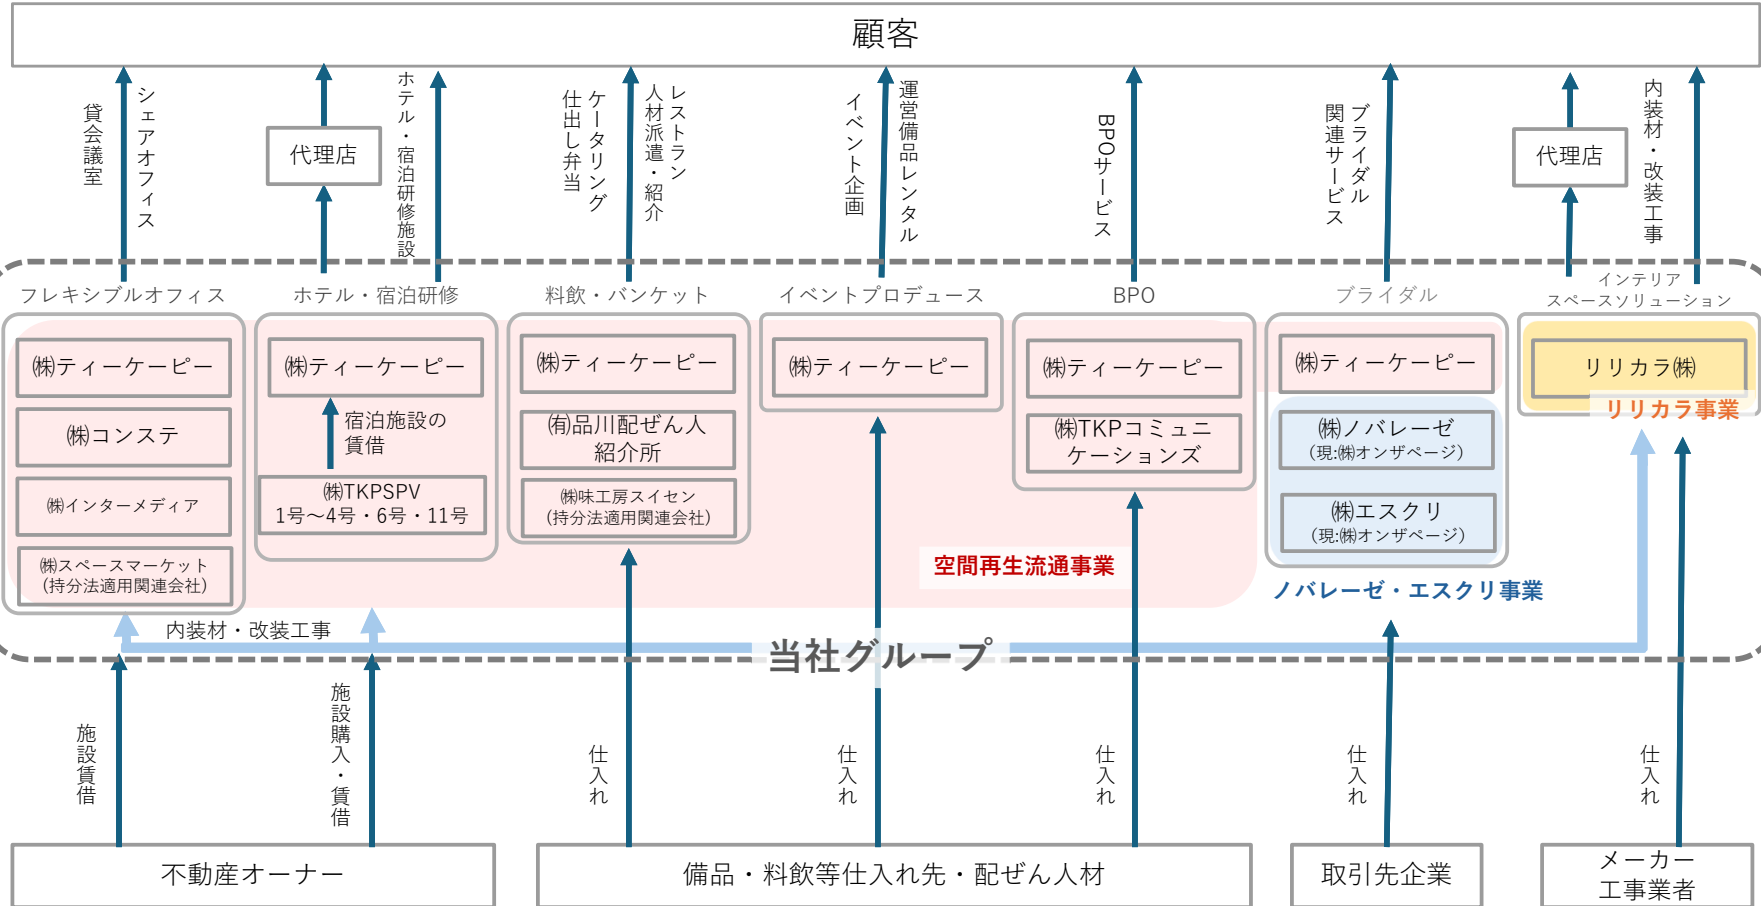 顧客
シェアオフィス
貸会議室
代理店
ホテル・宿泊研修施設
レストラン
人材派遣・紹介
ケータリング
仕出し弁当
運営備品レンタル
イベント企画
BPOサービス
ブライダル
関連サービス
代理店
内装材・改装工事
フレキシブルオフィス
ホテル・宿泊研修
料飲・バンケット
イベントプロデュース
BPO
ブライダル
インテリア
スペースソリューション
㈱ティーケーピー
㈱コンステ
㈱インターメディア
㈱スペースマーケット
(持分法適用関連会社)
㈱ティーケーピー
宿泊施設の
賃借
㈱TKPSPV
1号～4号・6号・11号
㈱ティーケーピー
㈲品川配ぜん人
紹介所
㈱味工房スイセン
(持分法適用関連会社)
㈱ティーケーピー
㈱ティーケーピー
㈱TKPコミュニ
ケーションズ
㈱ティーケーピー
㈱ノバレーゼ
（現:㈱オンザページ）
㈱エスクリ
（現:㈱オンザページ）
リリカラ㈱
リリカラ事業
空間再生流通事業
ノバレーゼ・エスクリ事業
内装材・改装工事
当社グループ
施設賃借
施設購入・賃借
仕入れ
仕入れ
仕入れ
仕入れ
仕入れ
不動産オーナー
備品・料飲等仕入れ先・配ぜん人材
取引先企業
メーカー
工事業者